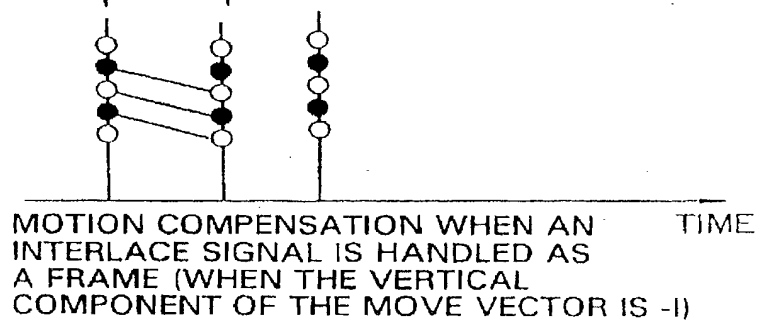 MOTION COMPENSATION WHEN AN
TIME
INTERLACE SIGNAL IS HANDLED AS
A FRAME (WHEN THE VERTICAL
COMPONENT OF THE MOVE VECTOR IS -I)